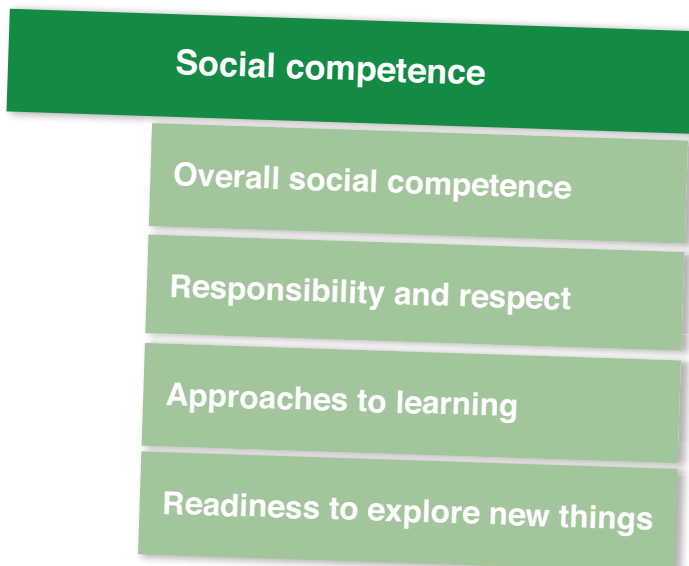 Social competence
Overall social competence
Responsibility and respect
Approaches to learning
Readiness to explore new things